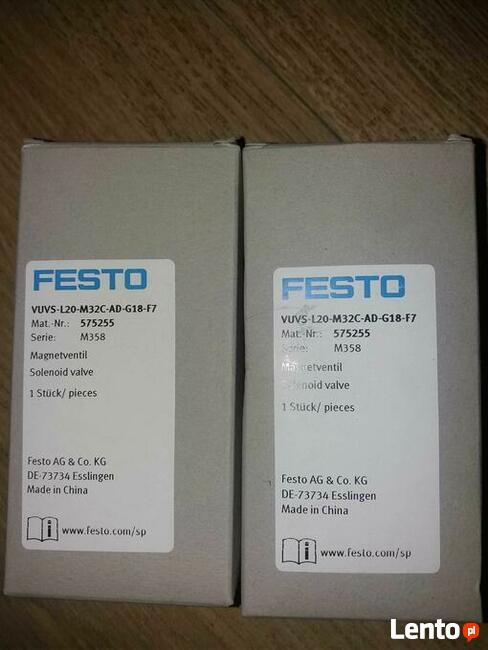 FESTO
VUVS-L20-M32C-AD-G18-F7
Mat.-Nr.: 575255
Serie: M358
Magnetventil
Solenoid valve
1 Stück/ pieces
Festo AG & Co. KG
DE-73734 Esslingen
Made in China
i www.festo.com/sp
FESTO
VUVS-L20-M32C-AD-G18-F7
Mat.-Nr.: 575255
Serie: M358
Magnetventil
Solenoid valve
1 Stück/ pieces
Festo AG & Co. KG
DE-73734 Esslingen
Made in China
i www.festo.com/sp
Lento pl